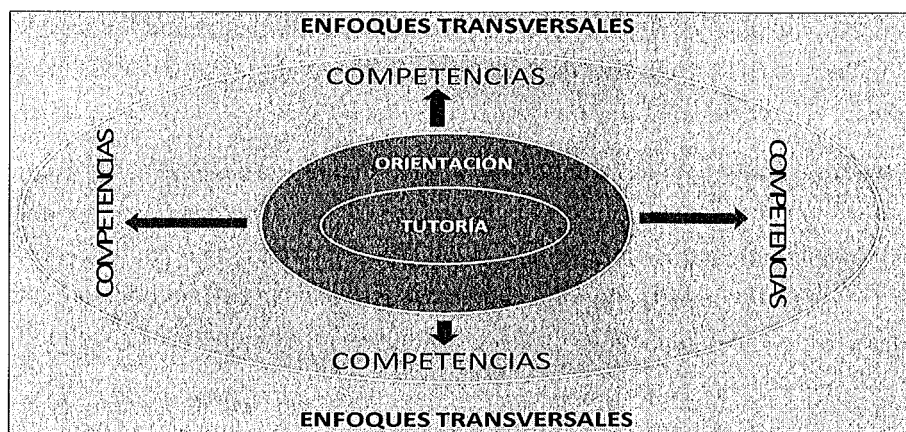 ENFOQUES TRANSVERSALES
COMPETENCIAS
ORIENTACIÓN
TUTORÍA
COMPETENCIAS
COMPETENCIAS
COMPETENCIAS
ENFOQUES TRANSVERSALES